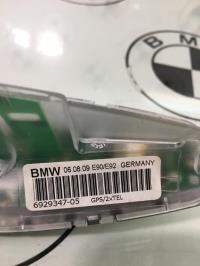 BMW 06.08.09 E90/E92 GERMANY
6929347-05 GPS/2xTEL
BMW